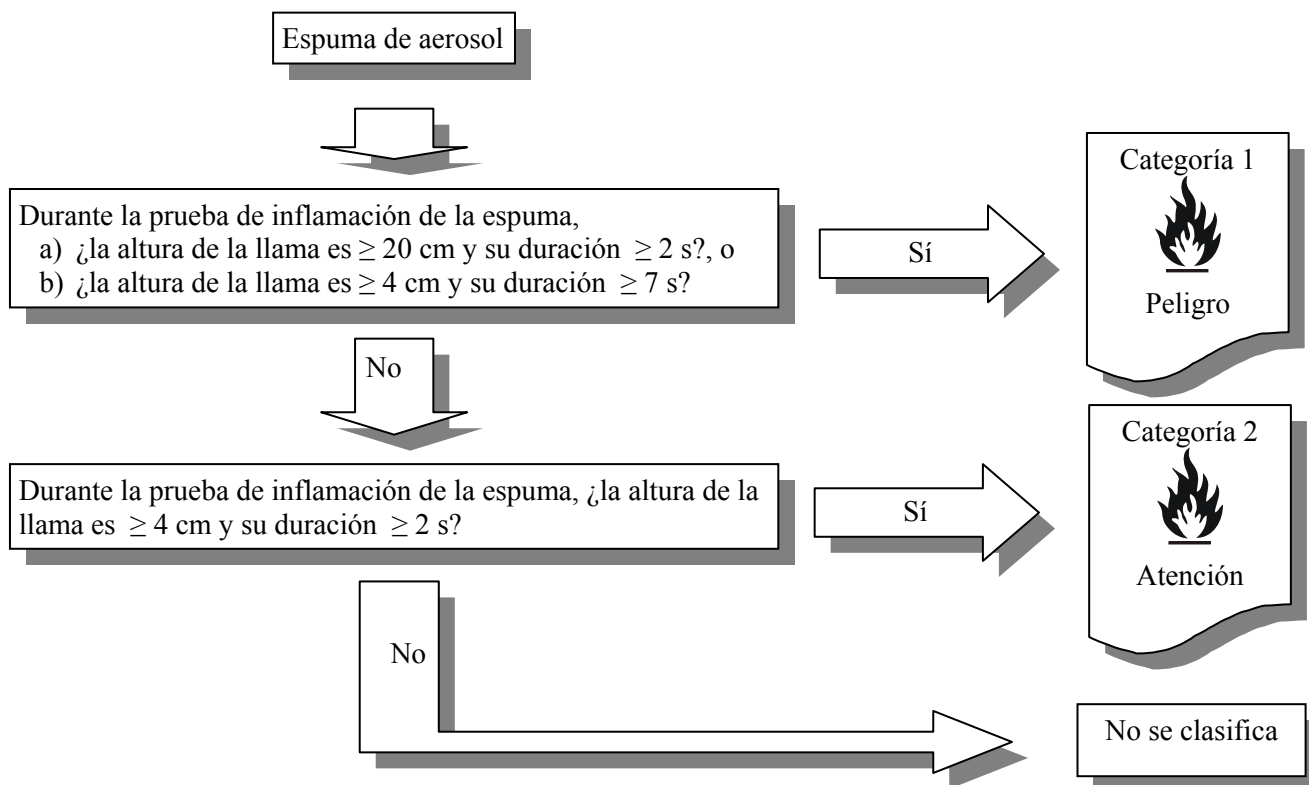 Espuma de aerosol
Durante la prueba de inflamación de la espuma,
a) ¿la altura de la llama es ≥ 20 cm y su duración ≥ 2 s?, o
b) ¿la altura de la llama es ≥ 4 cm y su duración ≥ 7 s?
Sí
Categoría 1
Peligro
No
Durante la prueba de inflamación de la espuma, ¿la altura de la
llama es ≥ 4 cm y su duración ≥ 2 s?
Sí
Categoría 2
Atención
No
No se clasifica